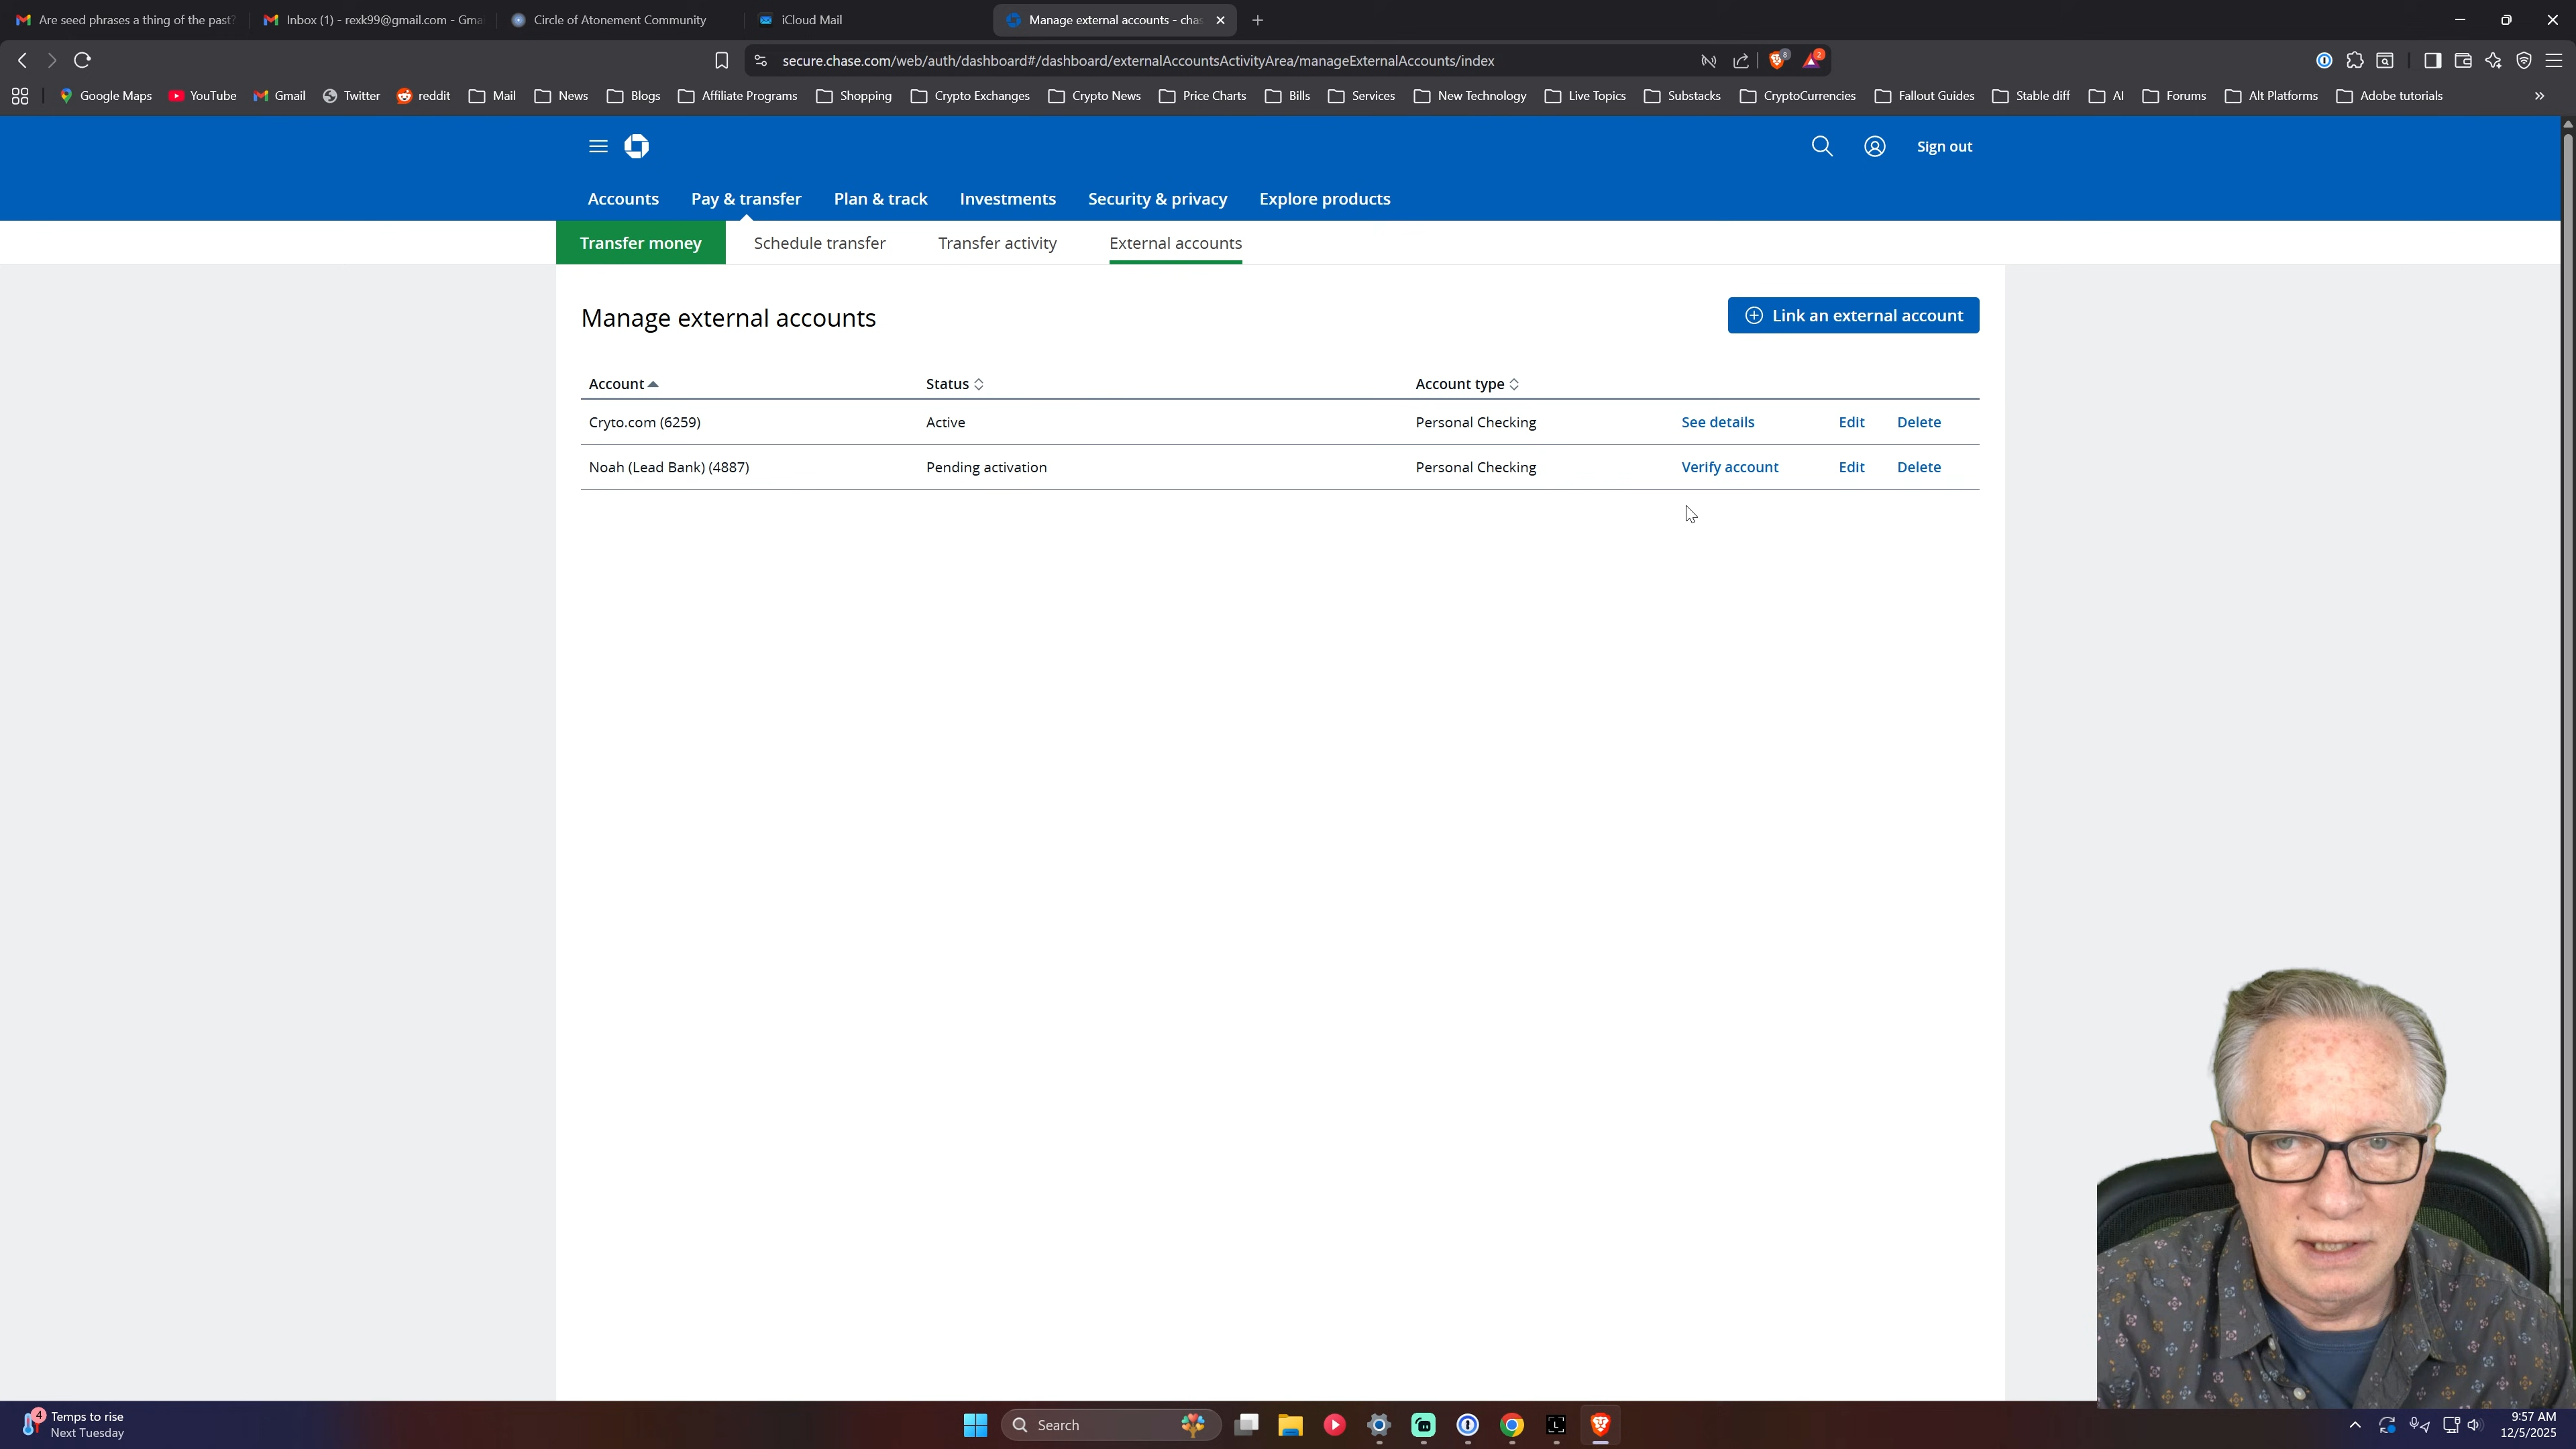 Are seed phrases a thing of the past?
Inbox (1) - rexk99@gmail.com - Gma
Circle of Atonement Community
iCloud Mail
Manage external accounts - chas
secure.chase.com/web/auth/dashboard#/dashboard/externalAccountsActivityArea/manageExternalAccounts/index
8
2
Google Maps
YouTube
Gmail
Twitter
reddit
Mail
News
Blogs
Affiliate Programs
Shopping
Crypto Exchanges
Crypto News
Price Charts
Bills
Services
New Technology
Live Topics
Substacks
CryptoCurrencies
Fallout Guides
Stable diff
AI
Forums
Alt Platforms
Adobe tutorials
Sign out
Accounts
Pay & transfer
Plan & track
Investments
Security & privacy
Explore products
Transfer money
Schedule transfer
Transfer activity
External accounts
Manage external accounts
Link an external account
Account
Status
Account type
Cryto.com (6259)
Active
Personal Checking
See details
Edit
Delete
Noah (Lead Bank) (4887)
Pending activation
Personal Checking
Verify account
Edit
Delete
4
Temps to rise
Next Tuesday
Search
L
9:57 AM
12/5/2025